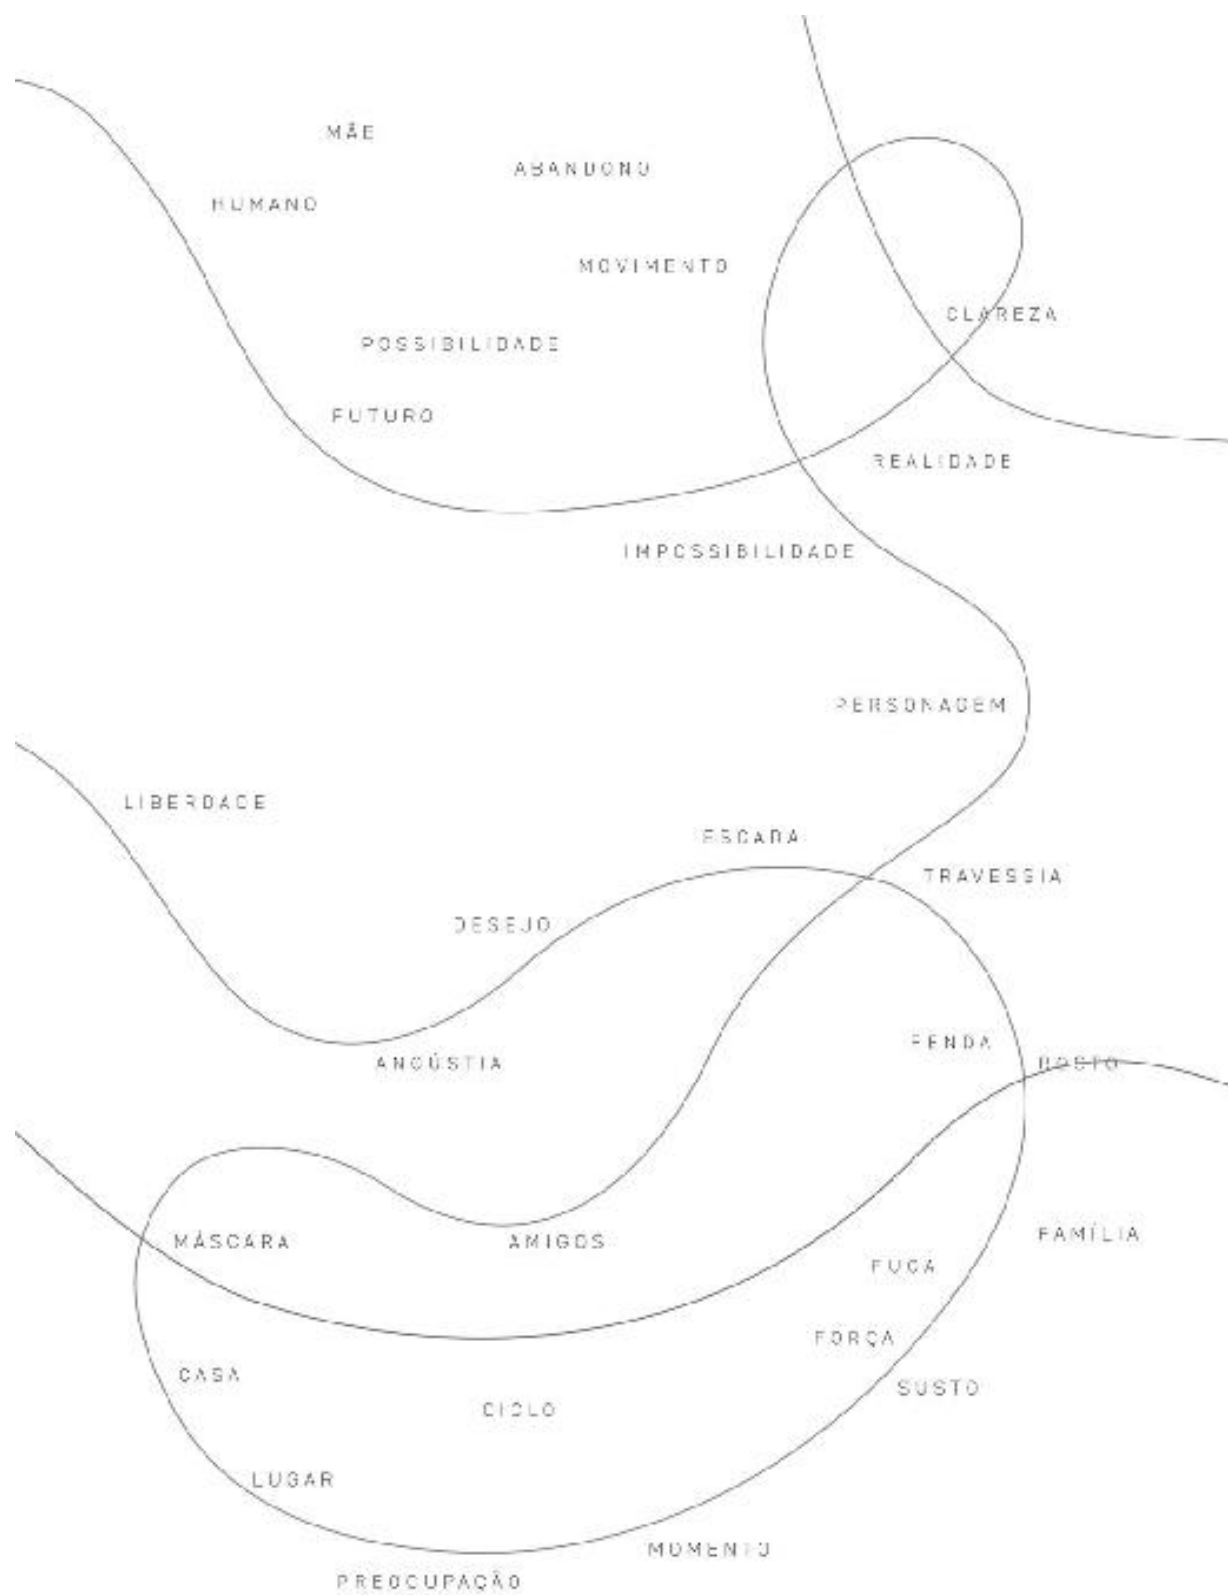 MÃE
ABANDONO
HUMANO
MOVIMENTO
CLAREZA
POSSIBILIDADE
FUTURO
REALIDADE
IMPOSSIBILIDADE
PERSONAGEM
LIBERDADE
ESCARA
TRAVESSIA
DESEJO
FENDA
ROSTO
ANGÚSTIA
FAMÍLIA
MÁSCARA
AMIGOS
FUGA
FORÇA
CASA
SUSTO
CICLO
LUGAR
MOMENTO
PREOCUPAÇÃO